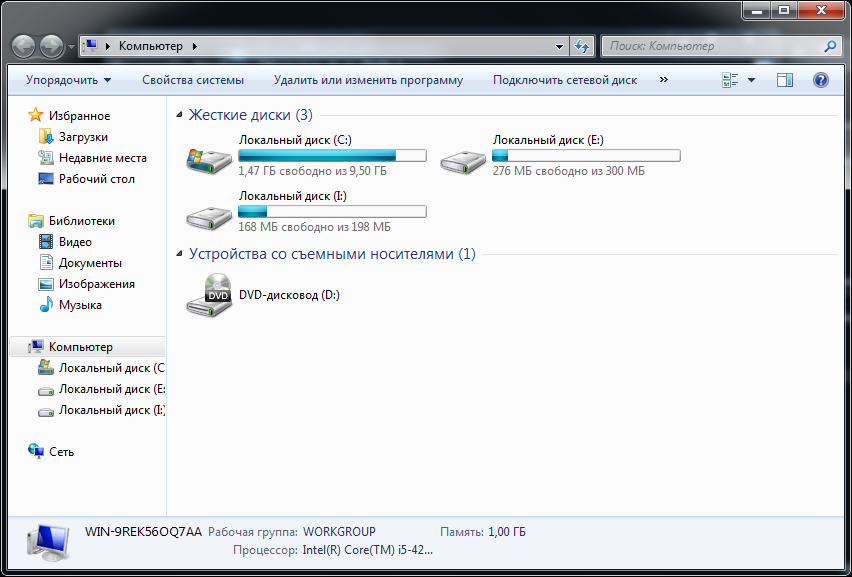 Компьютер
Поиск: Компьютер
Упорядочить
Свойства системы
Удалить или изменить программу
Подключить сетевой диск
»
Избранное
Загрузки
Недавние места
Рабочий стол
Библиотеки
Видео
Документы
Изображения
Музыка
Компьютер
Локальный диск (C
Локальный диск (E:
Локальный диск (I:)
Сеть
Жесткие диски (3)
Локальный диск (C:)
1,47 ГБ свободно из 9,50 ГБ
Локальный диск (E:)
276 МБ свободно из 300 МБ
Локальный диск (I:)
168 МБ свободно из 198 МБ
Устройства со съемными носителями (1)
DVD
DVD-дисковод (D:)
WIN-9REK56OQ7AA Рабочая группа: WORKGROUP Память: 1,00 ГБ
Процессор: Intel(R) Core(TM) i5-42...